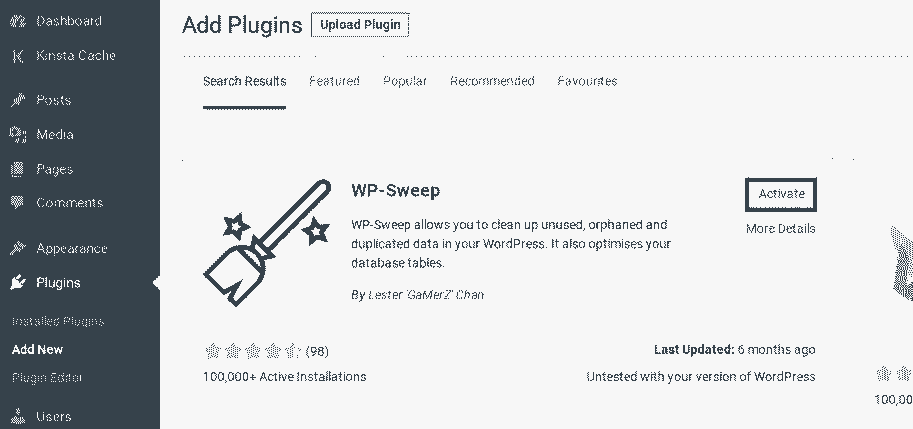 Dashboard
Kinsta Cache
Posts
Media
Pages
Comments
Appearance
Plugins
Installed Plugins
Add New
Plugin Editor
Users
Add Plugins
Upload Plugin
Search Results Featured Popular Recommended Favourites
WP-Sweep
Activate
More Details
WP-Sweep allows you to clean up unused, orphaned and
duplicated data in your WordPress. It also optimises your
database tables.
By Lester 'GaMerZ' Chan
(98)
Last Updated: 6 months ago
100,000+ Active Installations
Untested with your version of WordPress
100,00